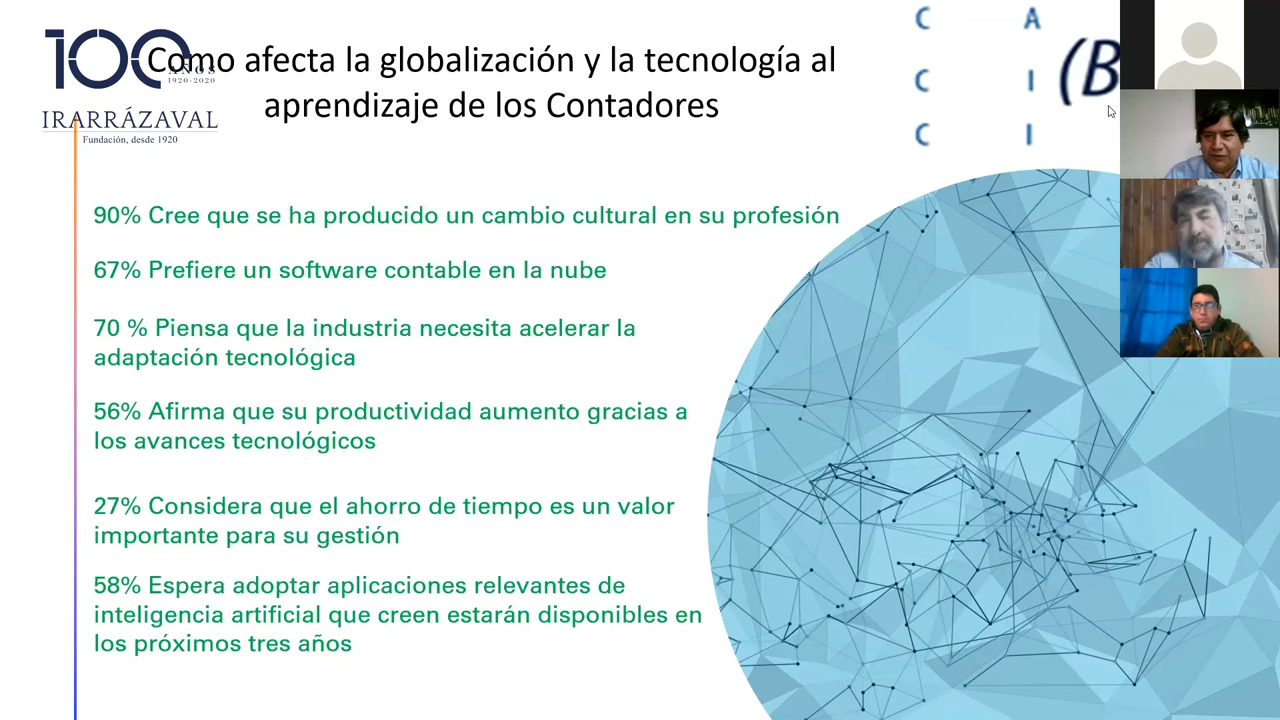 100
AÑOS
1920-2020
IRARRÁZAVAL
Fundación, desde 1920
Como afecta la globalización y la tecnología al
aprendizaje de los Contadores
C A
C I
C I
(B
90% Cree que se ha producido un cambio cultural en su profesión
67% Prefiere un software contable en la nube
70 % Piensa que la industria necesita acelerar la
adaptación tecnológica
56% Afirma que su productividad aumento gracias a
los avances tecnológicos
27% Considera que el ahorro de tiempo es un valor
importante para su gestión
58% Espera adoptar aplicaciones relevantes de
inteligencia artificial que creen estarán disponibles en
los próximos tres años